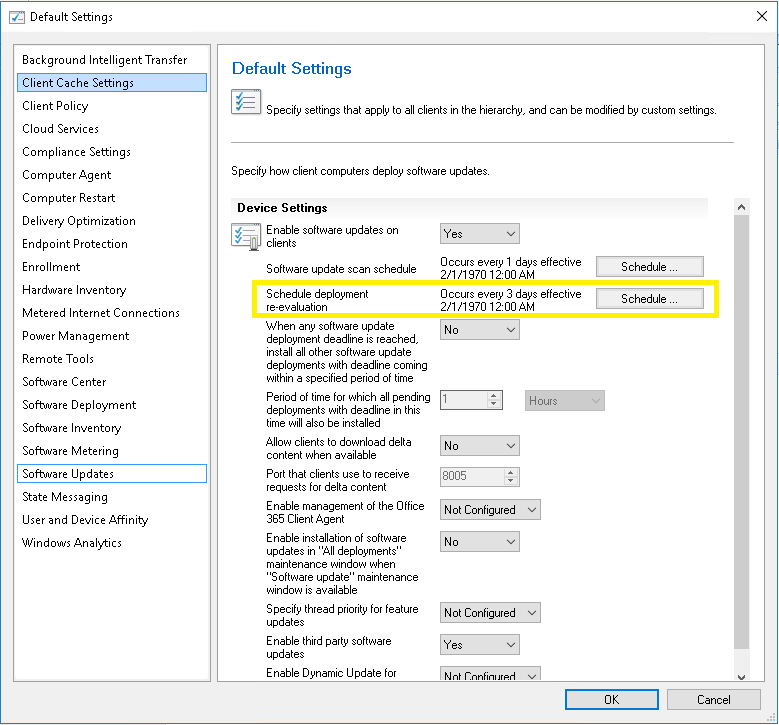 Default Settings
Background Intelligent Transfer
Client Cache Settings
Client Policy
Cloud Services
Compliance Settings
Computer Agent
Computer Restart
Delivery Optimization
Endpoint Protection
Enrollment
Hardware Inventory
Metered Internet Connections
Power Management
Remote Tools
Software Center
Software Deployment
Software Inventory
Software Metering
Software Updates
State Messaging
User and Device Affinity
Windows Analytics
Default Settings
Specify settings that apply to all clients in the hierarchy, and can be modified by custom settings.
Specify how client computers deploy software updates.
Device Settings
Enable software updates on
clients
Yes
Software update scan schedule
Occurs every 1 days effective
2/1/1970 12:00 AM
Schedule ...
Schedule deployment
re-evaluation
Occurs every 3 days effective
2/1/1970 12:00 AM
Schedule ...
When any software update
deployment deadline is reached,
install all other software update
deployments with deadline coming
within a specified period of time
No
Period of time for which all pending
deployments with deadline in this
time will also be installed
1
Hours
Allow clients to download delta
content when available
No
Port that clients use to receive
requests for delta content
8005
Enable management of the Office
365 Client Agent
Not Configured
Enable installation of software
updates in "All deployments"
maintenance window when
"Software update" maintenance
window is available
No
Specify thread priority for feature
updates
Not Configured
Enable third party software
updates
Yes
Enable Dynamic Update for
Not Configured
OK
Cancel